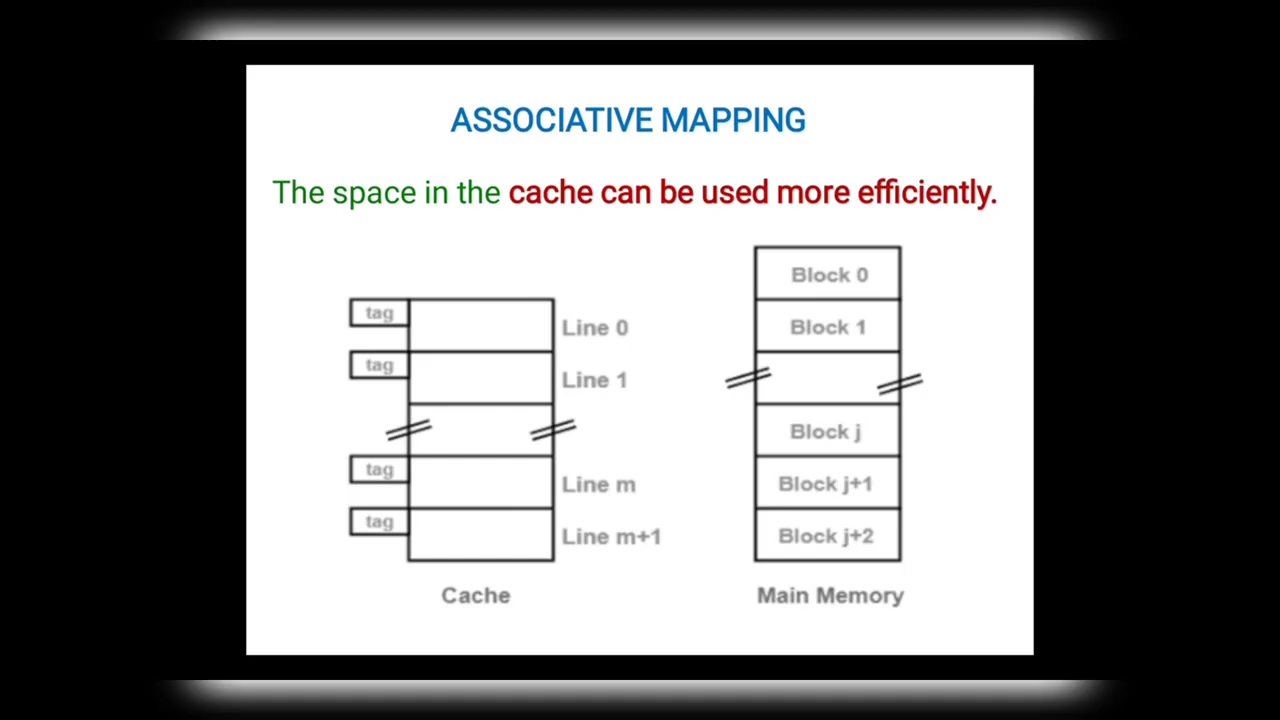 ASSOCIATIVE MAPPING
The space in the cache can be used more efficiently.
tag
Line 0
tag
Line 1
tag
Line m
tag
Line m+1
Cache
Block 0
Block 1
Block j
Block j+1
Block j+2
Main Memory